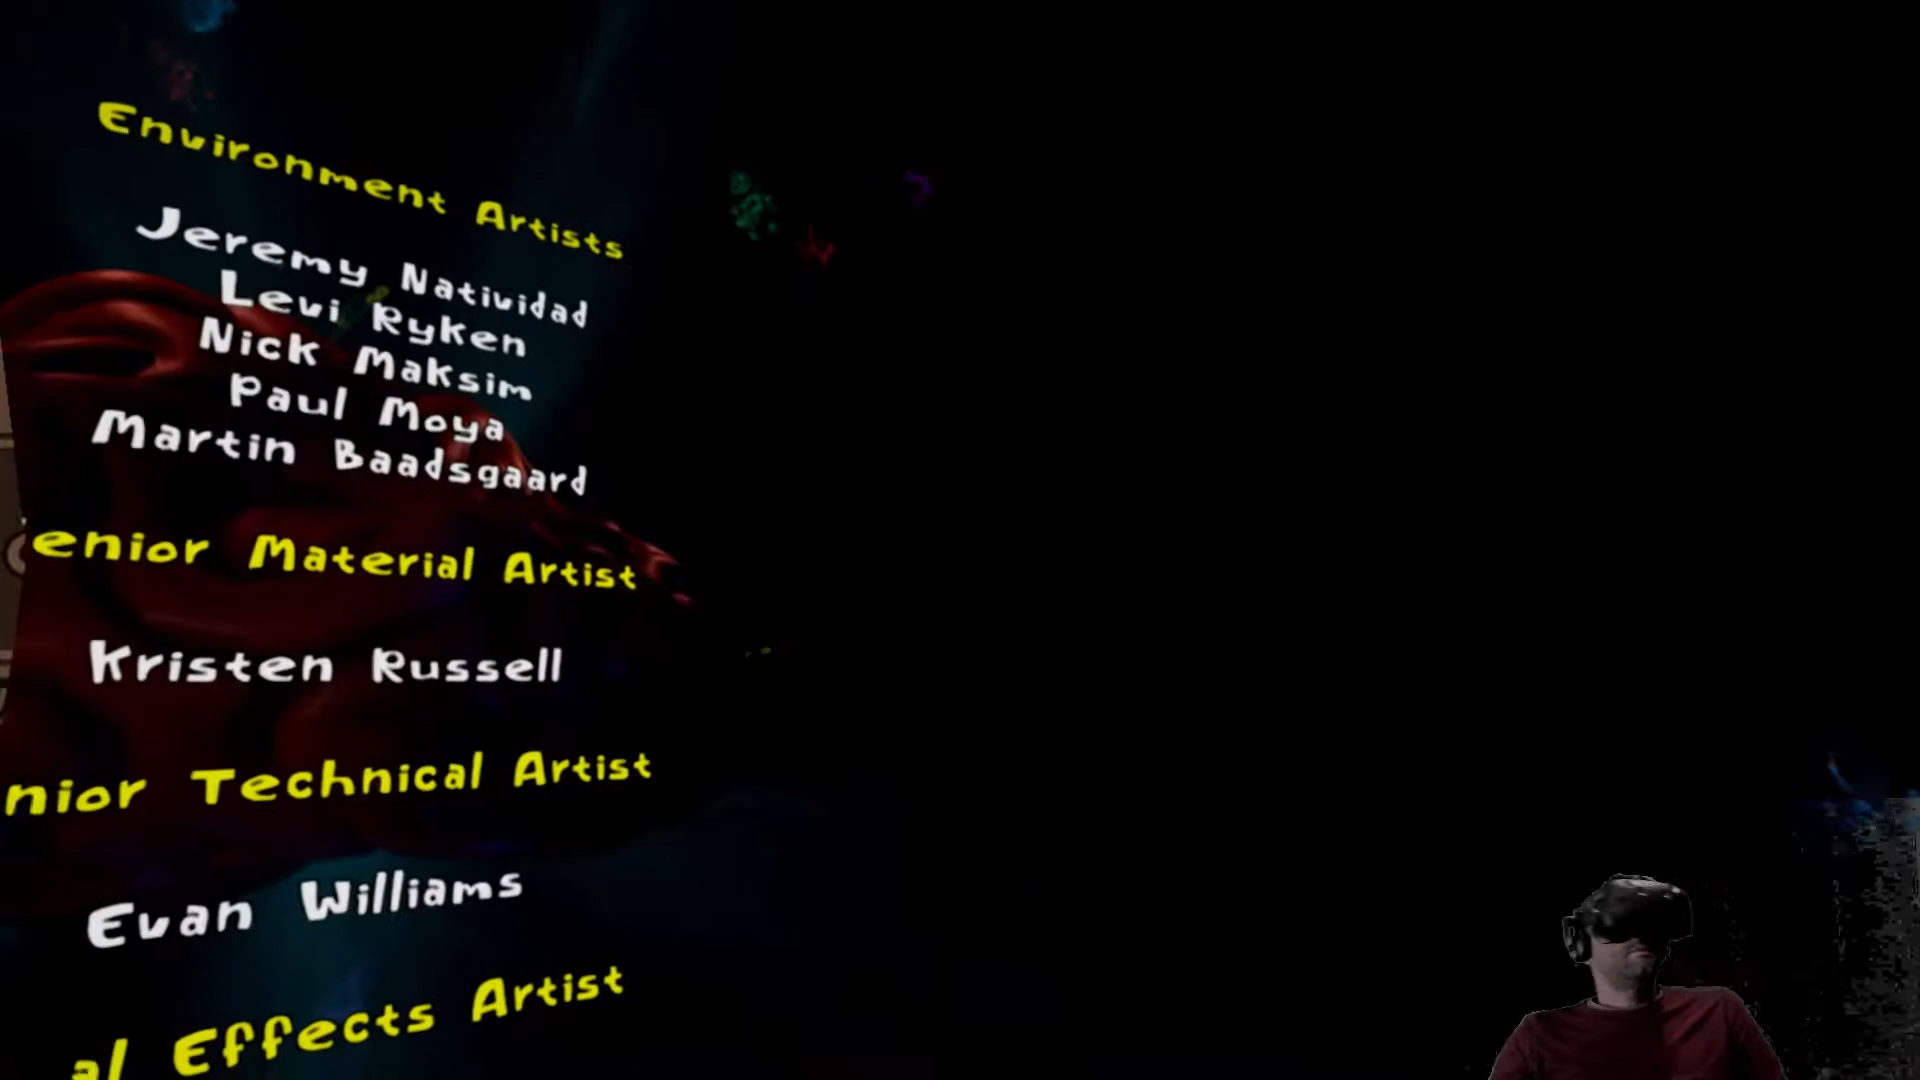 Environment Artists
Jeremy Natividad
Levi Ryken
Nick Maksim
Paul Moya
Martin Baadsgaard
enior Material Artist
Kristen Russell
nior Technical Artist
Evan Williams
al Effects Artist